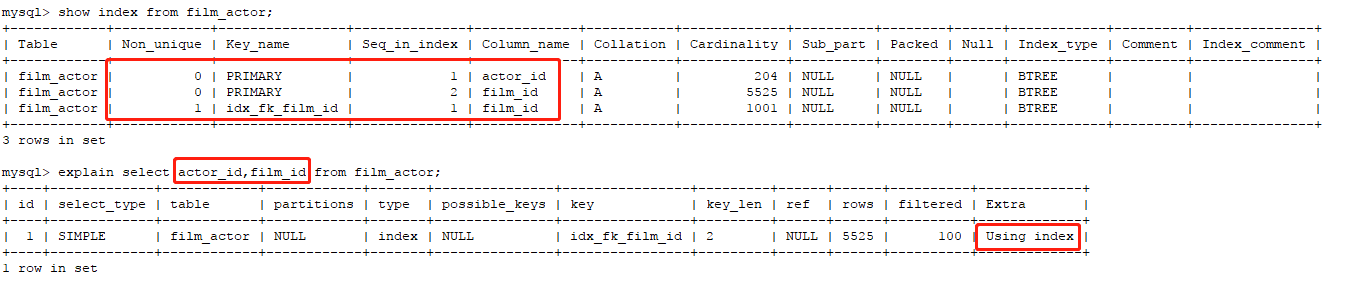 mysql> show index from film_actor;
+------------+------------+-----------------+--------------+-------------+-----------+-------------+----------+--------+------+------------+---------+---------------+
| Table      | Non_unique | Key_name        | Seq_in_index | Column_name | Collation | Cardinality | Sub_part | Packed | Null | Index_type | Comment | Index_comment |
+------------+------------+-----------------+--------------+-------------+-----------+-------------+----------+--------+------+------------+---------+---------------+
| film_actor |          0 | PRIMARY         |            1 | actor_id    | A         |         204 | NULL     | NULL   |      | BTREE      |         |               |
| film_actor |          0 | PRIMARY         |            2 | film_id     | A         |        5525 | NULL     | NULL   |      | BTREE      |         |               |
| film_actor |          1 | idx_fk_film_id  |            1 | film_id     | A         |        1001 | NULL     | NULL   |      | BTREE      |         |               |
+------------+------------+-----------------+--------------+-------------+-----------+-------------+----------+--------+------+------------+---------+---------------+
3 rows in set
mysql> explain select actor_id,film_id from film_actor;
+----+-------------+------------+------------+-------+---------------+----------------+---------+------+------+----------+-------------+
| id | select_type | table      | partitions | type  | possible_keys | key            | key_len | ref  | rows | filtered | Extra       |
+----+-------------+------------+------------+-------+---------------+----------------+---------+------+------+----------+-------------+
|  1 | SIMPLE      | film_actor | NULL       | index | NULL          | idx_fk_film_id | 2       | NULL | 5525 |      100 | Using index |
+----+-------------+------------+------------+-------+---------------+----------------+---------+------+------+----------+-------------+
1 row in set